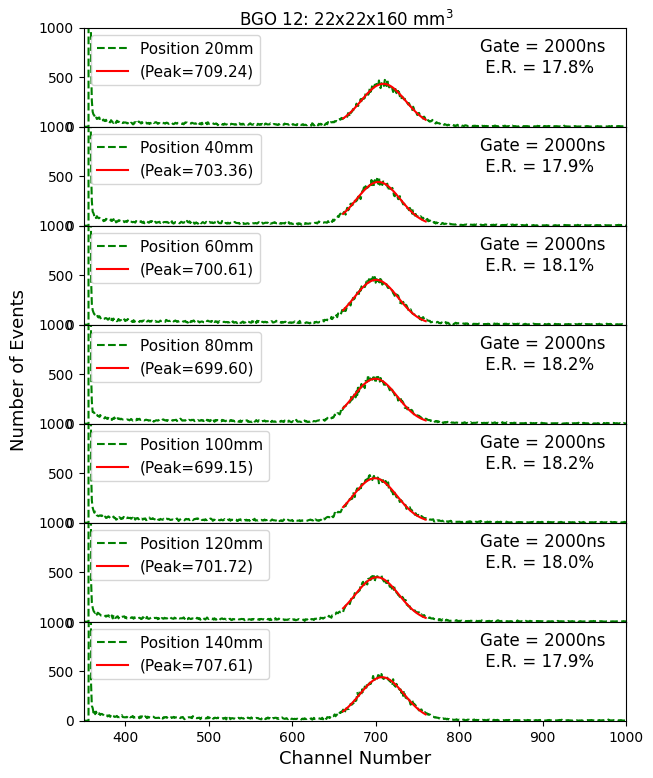 BGO 12: 22x22x160 mm³
Number of Events
1000
500
0
Position 20mm
(Peak=709.24)
Gate = 2000ns
E.R. = 17.8%
1000
500
0
Position 40mm
(Peak=703.36)
Gate = 2000ns
E.R. = 17.9%
1000
500
0
Position 60mm
(Peak=700.61)
Gate = 2000ns
E.R. = 18.1%
1000
500
0
Position 80mm
(Peak=699.60)
Gate = 2000ns
E.R. = 18.2%
1000
500
0
Position 100mm
(Peak=699.15)
Gate = 2000ns
E.R. = 18.2%
1000
500
0
Position 120mm
(Peak=701.72)
Gate = 2000ns
E.R. = 18.0%
1000
500
0
Position 140mm
(Peak=707.61)
Gate = 2000ns
E.R. = 17.9%
400 500 600 700 800 900 1000
Channel Number